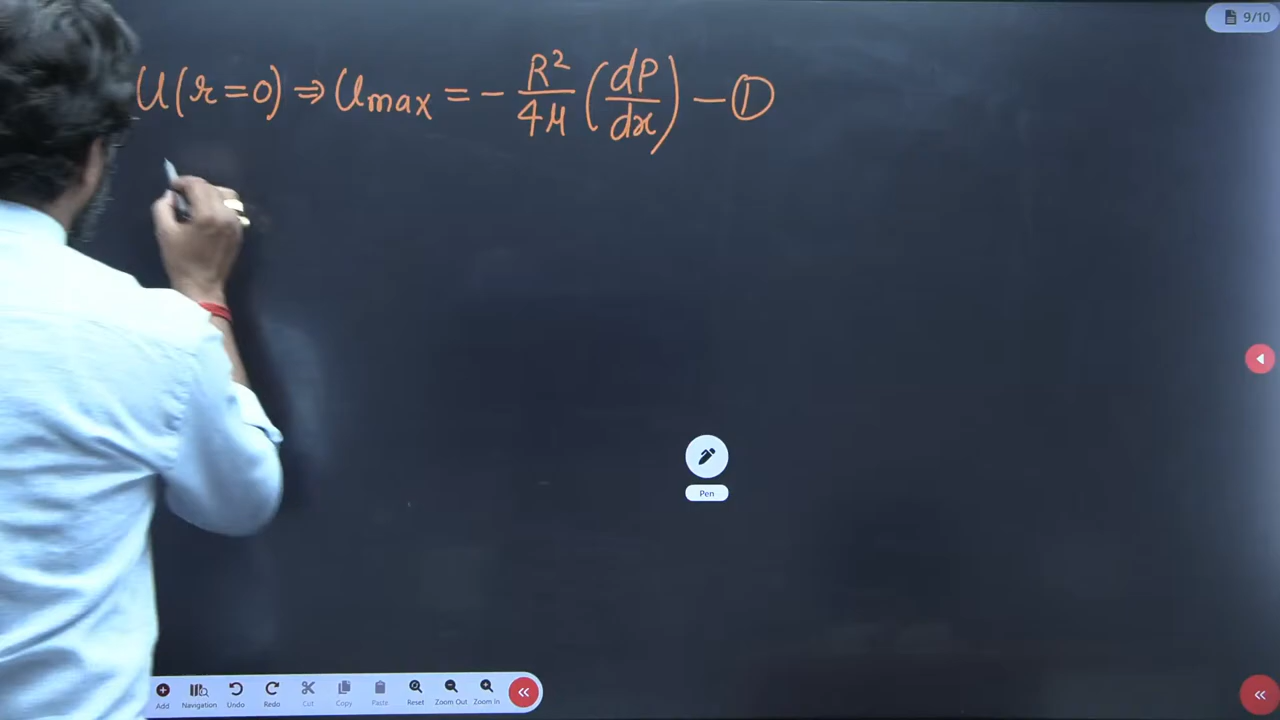 9/10
U(r=0) ⇒ Umax = - R²/4μ (dP/dx) - ①
Pen
Add Navigation Undo Redo Cut Copy Paste Reset Zoom Out Zoom In